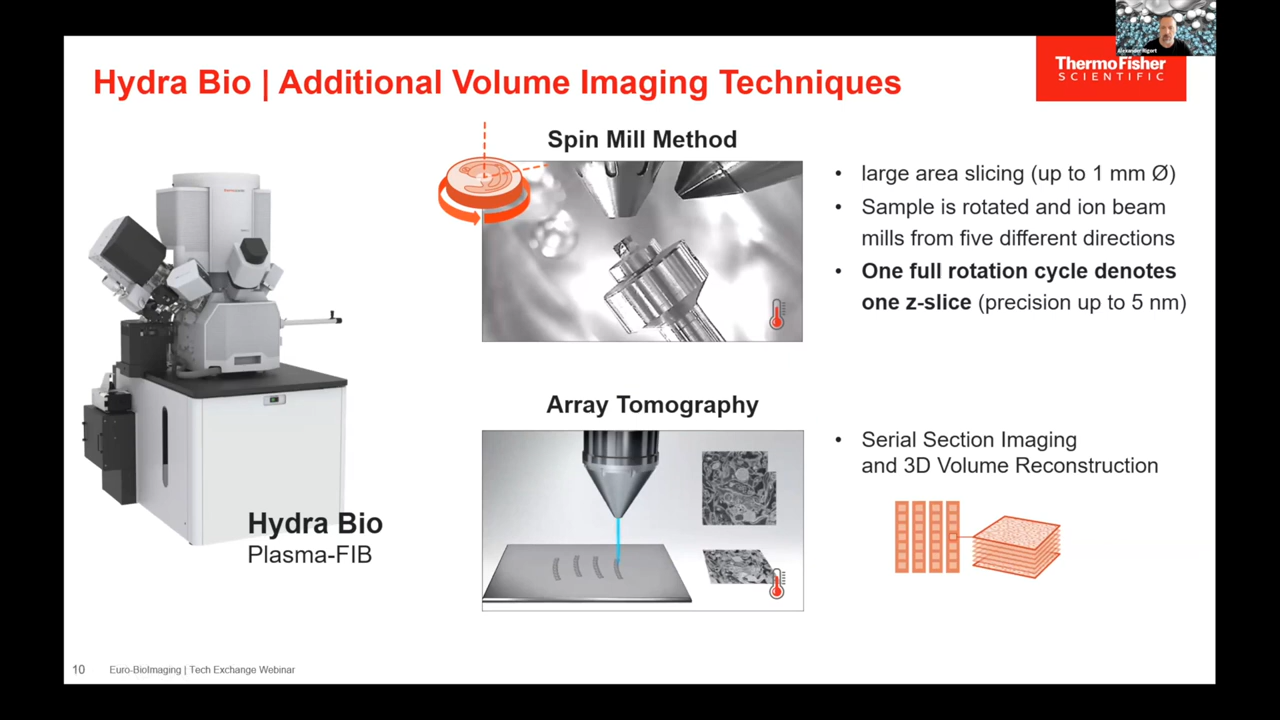 Alexander Rigort
ThermoFisher
SCIENTIFIC
Hydra Bio | Additional Volume Imaging Techniques
Spin Mill Method
• large area slicing (up to 1 mm Ø)
• Sample is rotated and ion beam
mills from five different directions
• One full rotation cycle denotes
one z-slice (precision up to 5 nm)
Array Tomography
• Serial Section Imaging
and 3D Volume Reconstruction
Hydra Bio
Plasma-FIB
10 Euro-BioImaging | Tech Exchange Webinar